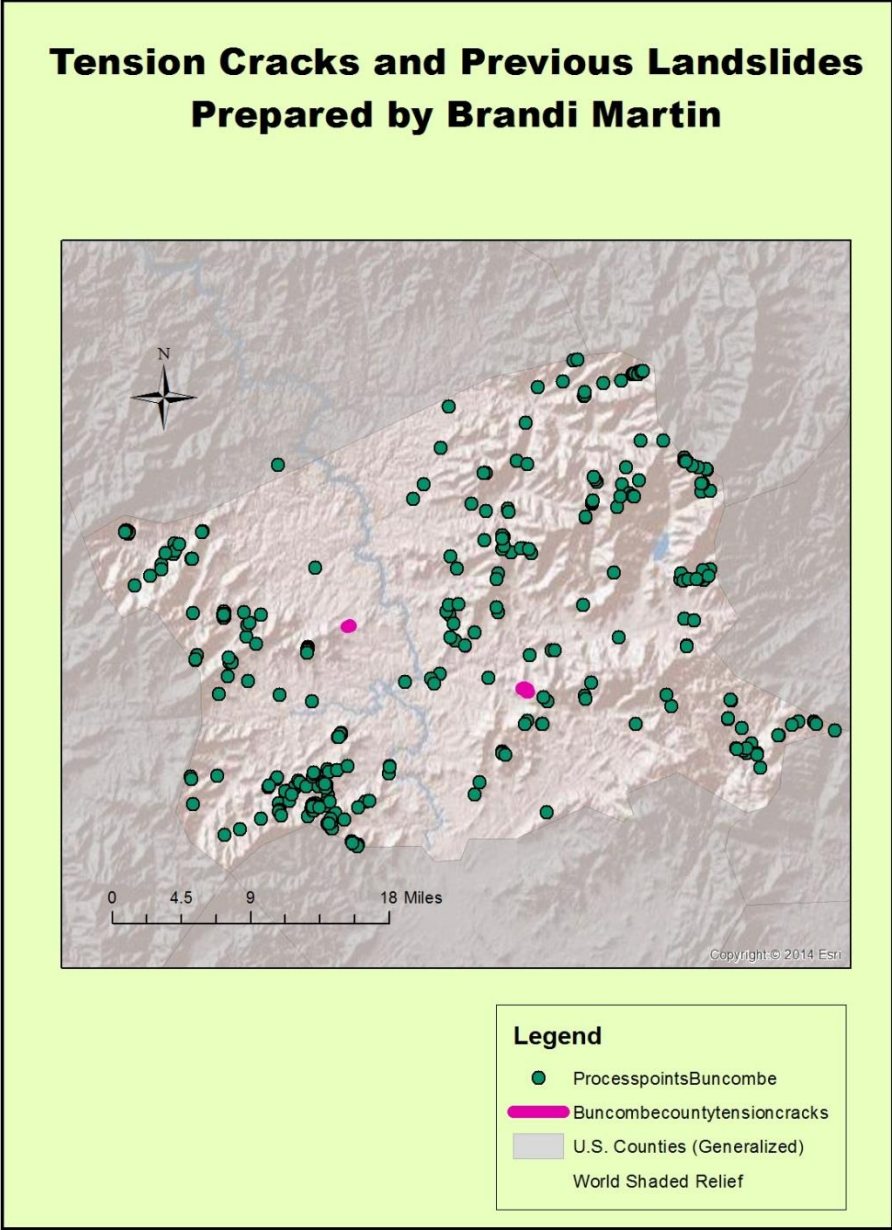 Tension Cracks and Previous Landslides
Prepared by Brandi Martin
N
0 4.5 9 18 Miles
Copyright:© 2014 Esri
Legend
ProcesspointsBuncombe
Buncombecountytensioncracks
U.S. Counties (Generalized)
World Shaded Relief